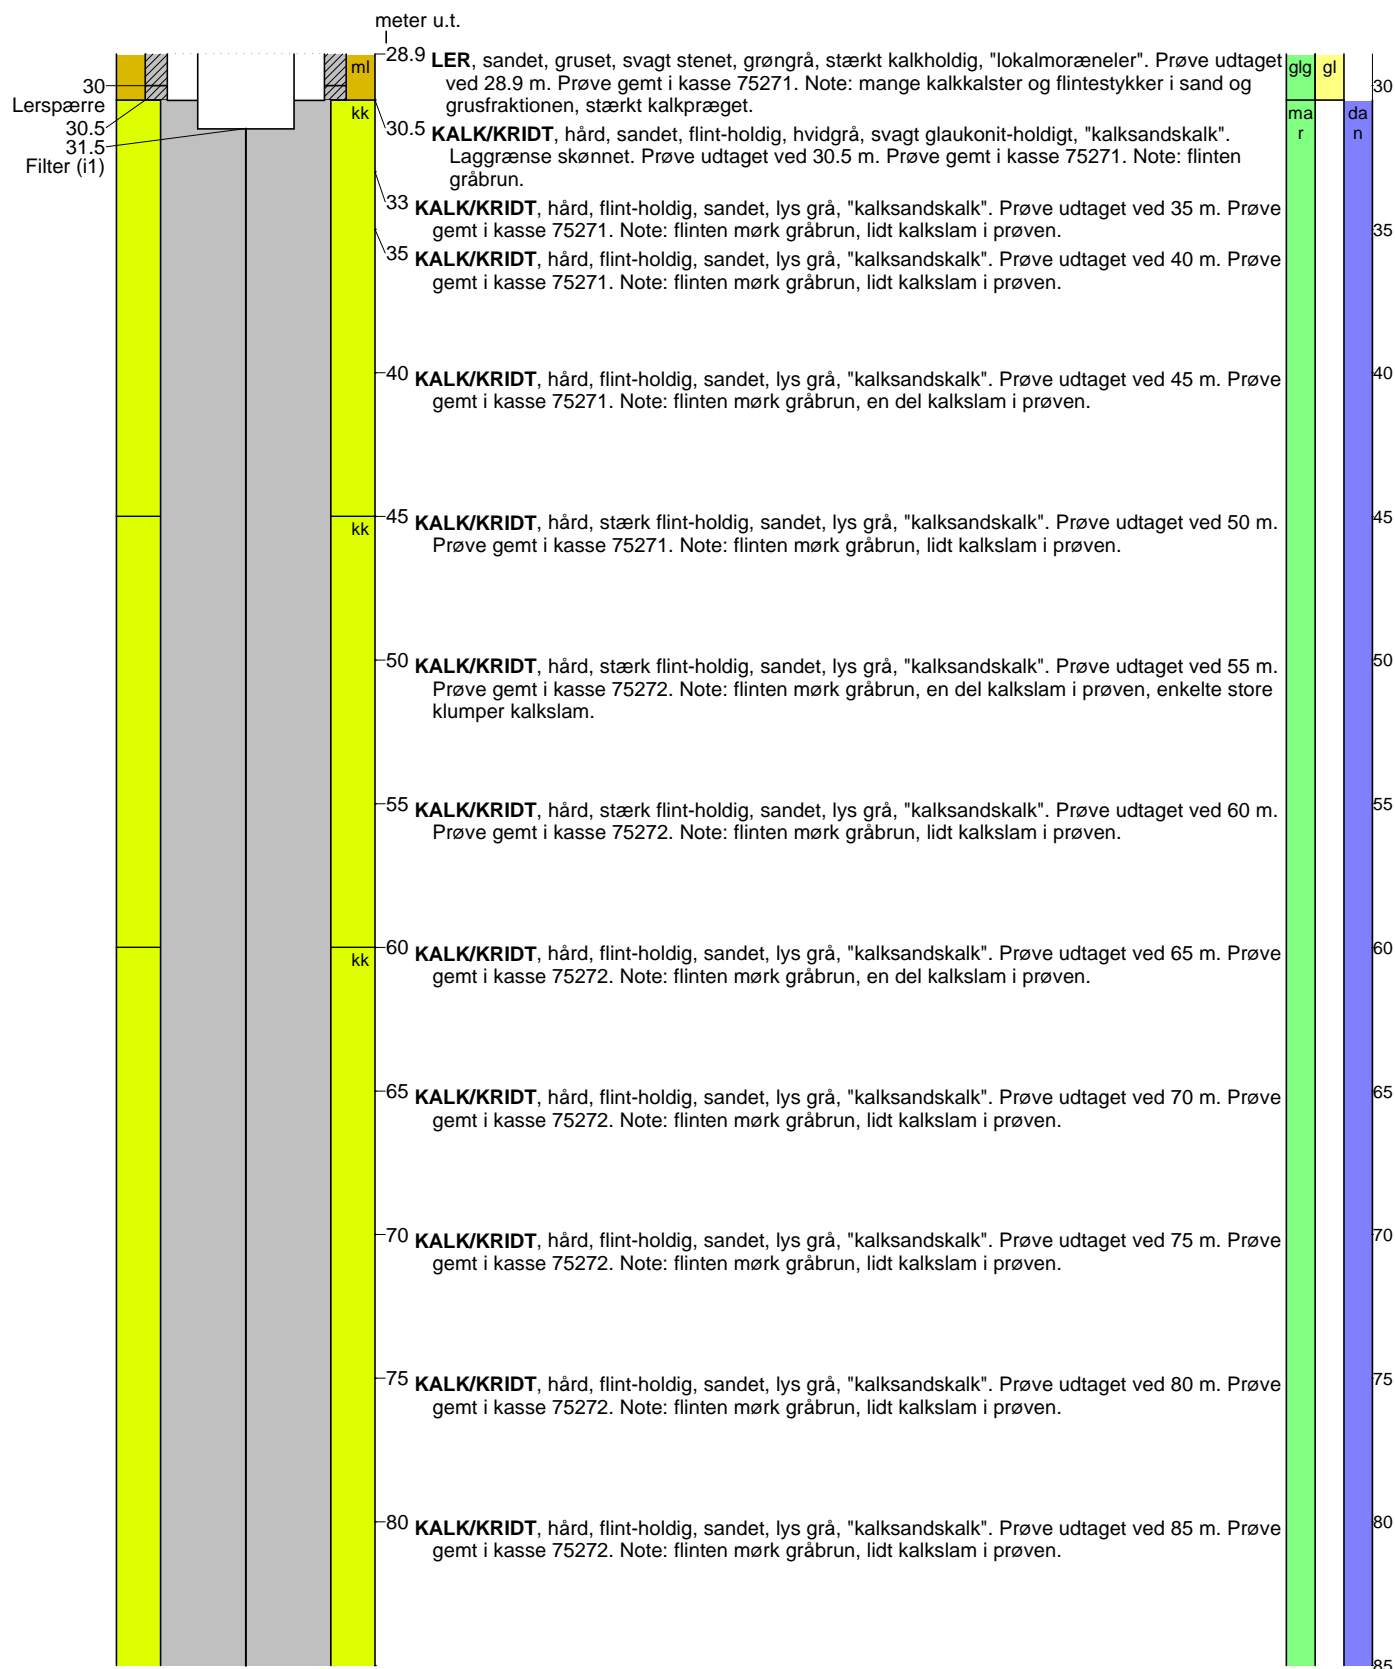 meter u.t.
28.9 LER, sandet, gruset, svagt stenet, grøngrå, stærkt kalkholdig, "lokalmoræneler". Prøve udtaget
ved 28.9 m. Prøve gemt i kasse 75271. Note: mange kalkkalster og flintestykker i sand og
grusfraktionen, stærkt kalkpræget.
ml
glg
gl
30
30
Lerspærre
30.5
31.5
Filter (i1)
kk
mar
dan
30.5 KALK/KRIDT, hård, sandet, flint-holdig, hvidgrå, svagt glaukonit-holdigt, "kalksandskalk".
Laggrænse skønnet. Prøve udtaget ved 30.5 m. Prøve gemt i kasse 75271. Note: flinten
gråbrun.
33 KALK/KRIDT, hård, flint-holdig, sandet, lys grå, "kalksandskalk". Prøve udtaget ved 35 m. Prøve
gemt i kasse 75271. Note: flinten mørk gråbrun, lidt kalkslam i prøven.
35
35 KALK/KRIDT, hård, flint-holdig, sandet, lys grå, "kalksandskalk". Prøve udtaget ved 40 m. Prøve
gemt i kasse 75271. Note: flinten mørk gråbrun, lidt kalkslam i prøven.
40 KALK/KRIDT, hård, flint-holdig, sandet, lys grå, "kalksandskalk". Prøve udtaget ved 45 m. Prøve
gemt i kasse 75271. Note: flinten mørk gråbrun, en del kalkslam i prøven.
40
kk
45 KALK/KRIDT, hård, stærk flint-holdig, sandet, lys grå, "kalksandskalk". Prøve udtaget ved 50 m.
Prøve gemt i kasse 75271. Note: flinten mørk gråbrun, lidt kalkslam i prøven.
45
50 KALK/KRIDT, hård, stærk flint-holdig, sandet, lys grå, "kalksandskalk". Prøve udtaget ved 55 m.
Prøve gemt i kasse 75272. Note: flinten mørk gråbrun, en del kalkslam i prøven, enkelte store
klumper kalkslam.
50
55 KALK/KRIDT, hård, stærk flint-holdig, sandet, lys grå, "kalksandskalk". Prøve udtaget ved 60 m.
Prøve gemt i kasse 75272. Note: flinten mørk gråbrun, lidt kalkslam i prøven.
55
kk
60 KALK/KRIDT, hård, flint-holdig, sandet, lys grå, "kalksandskalk". Prøve udtaget ved 65 m. Prøve
gemt i kasse 75272. Note: flinten mørk gråbrun, en del kalkslam i prøven.
60
65 KALK/KRIDT, hård, flint-holdig, sandet, lys grå, "kalksandskalk". Prøve udtaget ved 70 m. Prøve
gemt i kasse 75272. Note: flinten mørk gråbrun, lidt kalkslam i prøven.
65
70 KALK/KRIDT, hård, flint-holdig, sandet, lys grå, "kalksandskalk". Prøve udtaget ved 75 m. Prøve
gemt i kasse 75272. Note: flinten mørk gråbrun, lidt kalkslam i prøven.
70
75 KALK/KRIDT, hård, flint-holdig, sandet, lys grå, "kalksandskalk". Prøve udtaget ved 80 m. Prøve
gemt i kasse 75272. Note: flinten mørk gråbrun, lidt kalkslam i prøven.
75
80 KALK/KRIDT, hård, flint-holdig, sandet, lys grå, "kalksandskalk". Prøve udtaget ved 85 m. Prøve
gemt i kasse 75272. Note: flinten mørk gråbrun, lidt kalkslam i prøven.
80
85